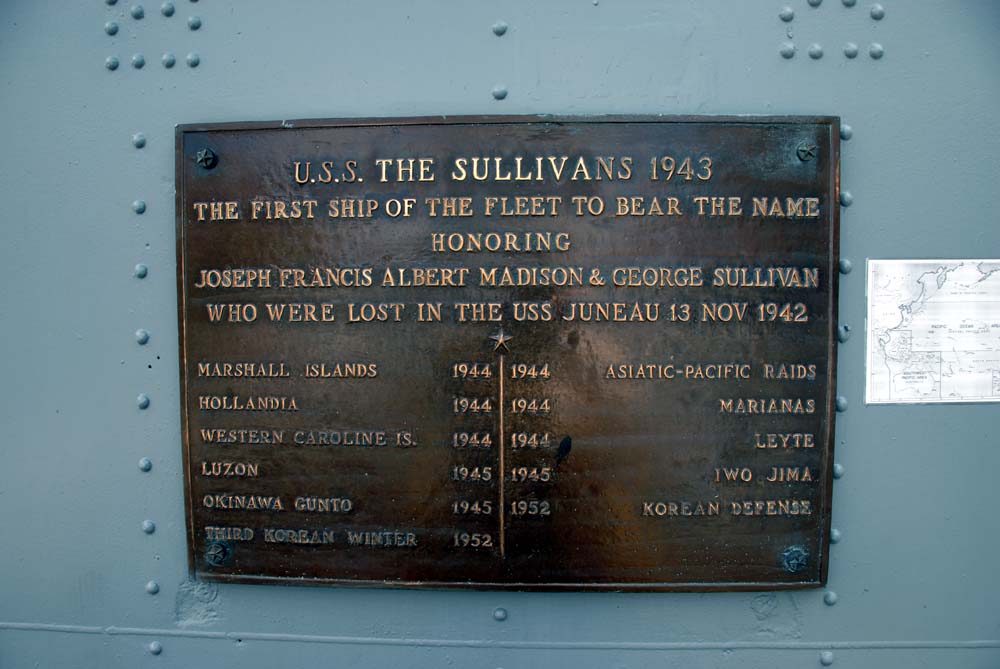 U.S.S. THE SULLIVANS 1943
THE FIRST SHIP OF THE FLEET TO BEAR THE NAME
HONORING
JOSEPH FRANCIS ALBERT MADISON & GEORGE SULLIVAN
WHO WERE LOST IN THE USS JUNEAU 13 NOV 1942
MARSHALL ISLANDS 1944 1944 ASIATIC-PACIFIC RAIDS
HOLLANDIA 1944 1944 MARIANAS
WESTERN CAROLINE IS. 1944 1944 LEYTE
LUZON 1945 1945 IWO JIMA
OKINAWA GUNTO 1945 1952 KOREAN DEFENSE
THIRD KOREAN WINTER 1952
PACIFIC OCEAN AREA